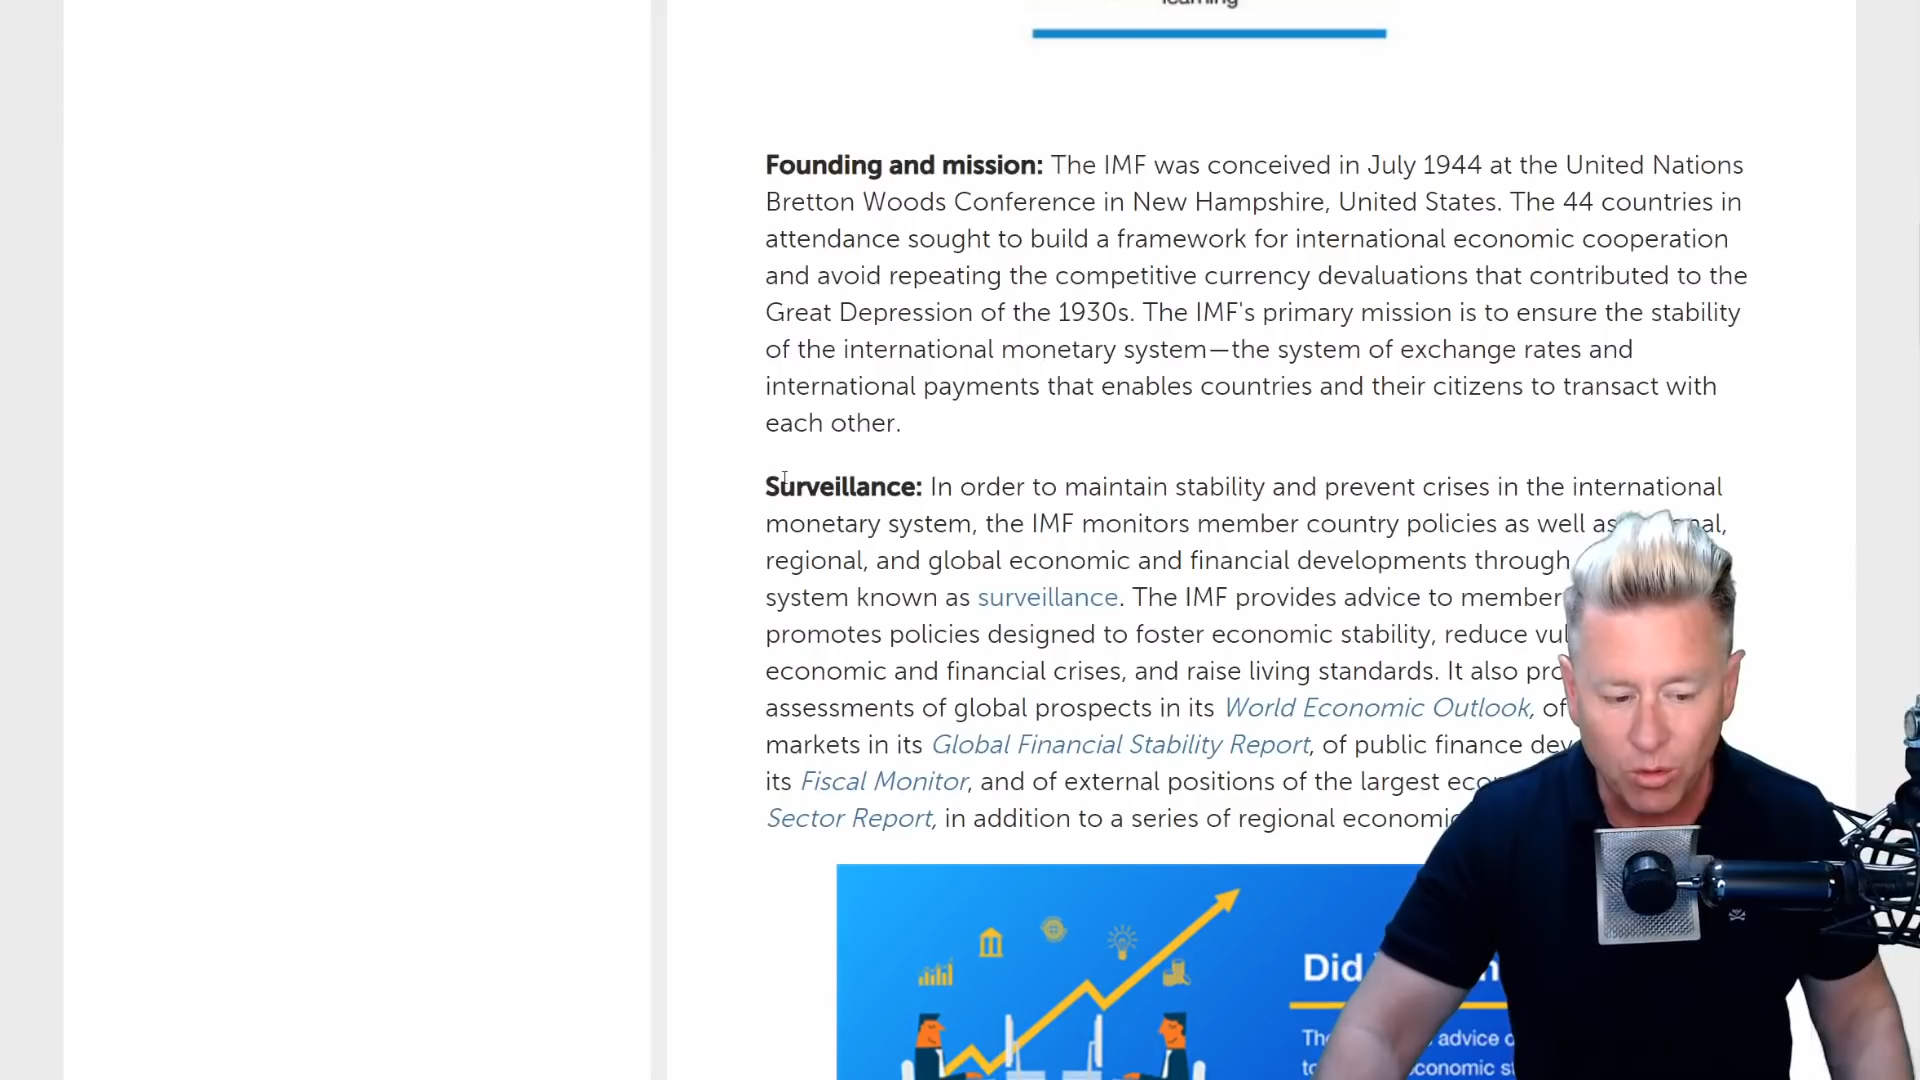 learning
Founding and mission: The IMF was conceived in July 1944 at the United Nations
Bretton Woods Conference in New Hampshire, United States. The 44 countries in
attendance sought to build a framework for international economic cooperation
and avoid repeating the competitive currency devaluations that contributed to the
Great Depression of the 1930s. The IMF's primary mission is to ensure the stability
of the international monetary system—the system of exchange rates and
international payments that enables countries and their citizens to transact with
each other.
Surveillance: In order to maintain stability and prevent crises in the international
monetary system, the IMF monitors member country policies as well as
regional, and global economic and financial developments through
system known as surveillance. The IMF provides advice to member
promotes policies designed to foster economic stability, reduce
economic and financial crises, and raise living standards. It also
assessments of global prospects in its World Economic Outlook, of
markets in its Global Financial Stability Report, of public finance
its Fiscal Monitor, and of external positions of the largest
Sector Report, in addition to a series of regional
Did
advice